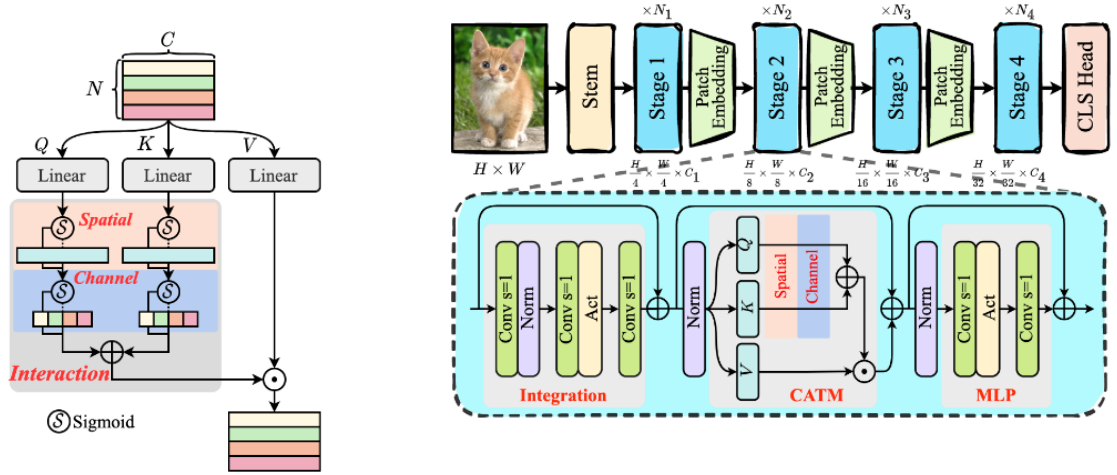 C
N
Q K V
Linear Linear Linear
S S Spatial
Channel
S S
Interaction
S Sigmoid
×N1 ×N2 ×N3 ×N4
Stem
Stage 1
Patch
Embedding
Stage 2
Patch
Embedding
Stage 3
Patch
Embedding
Stage 4
CLS Head
H × W
H/4 × W/4 × C1
H/8 × W/8 × C2
H/16 × W/16 × C3
H/32 × W/32 × C4
Conv s=1
Norm
Conv s=1
Act
Conv s=1
Integration
Norm
Q
K
V
Spatial
Channel
CATM
Norm
Conv s=1
Act
Conv s=1
MLP